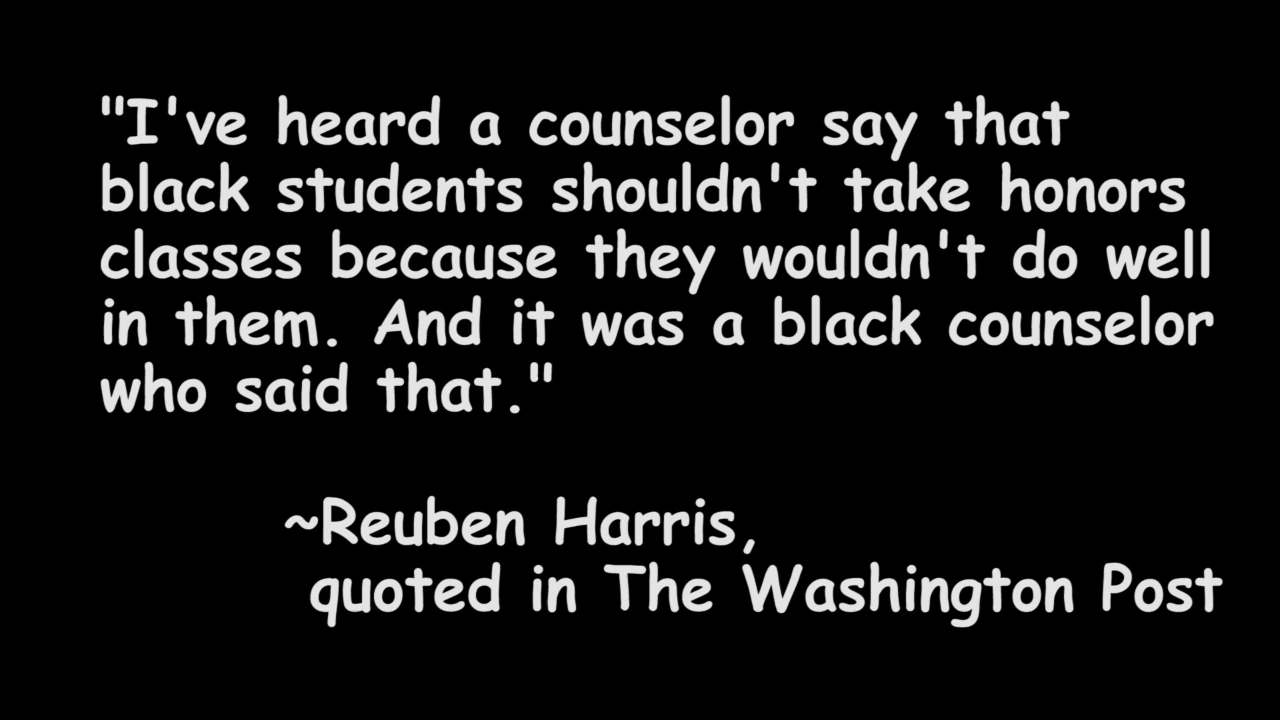 "I've heard a counselor say that
black students shouldn't take honors
classes because they wouldn't do well
in them. And it was a black counselor
who said that."
~Reuben Harris,
quoted in The Washington Post